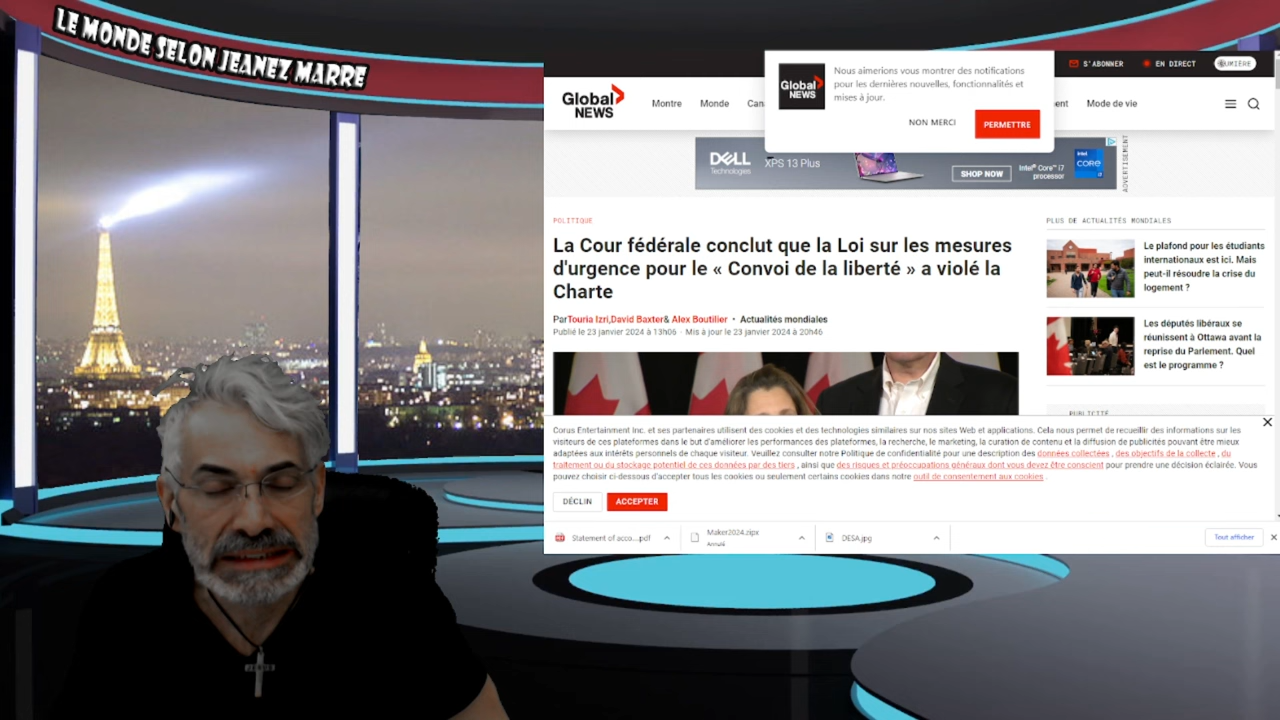 LE MONDE SELON JEANEZ MARRE
S'ABONNER
EN DIRECT
Global NEWS
Nous aimerions vous montrer des notifications
pour les dernières nouvelles, fonctionnalités et
mises à jour.
NON MERCI
PERMETTRE
Global NEWS
Montre Monde
Mode de vie
DELL Technologies
XPS 13 Plus
SHOP NOW
Intel® Core™ i7
processor
intel CORE i7
ADVERTISEMENT
POLITIQUE
La Cour fédérale conclut que la Loi sur les mesures
d'urgence pour le « Convoi de la liberté » a violé la
Charte
ParTouria Izri,David Baxter& Alex Boutilier • Actualités mondiales
Publié le 23 janvier 2024 à 13h06 · Mis à jour le 23 janvier 2024 à 20h46
PLUS DE ACTUALITÉS MONDIALES
Le plafond pour les étudiants
internationaux est ici. Mais
peut-il résoudre la crise du
logement ?
Les députés libéraux se
réunissent à Ottawa avant la
reprise du Parlement. Quel
est le programme ?
PUBLICITÉ
Corus Entertainment Inc. et ses partenaires utilisent des cookies et des technologies similaires sur nos sites Web et applications. Cela nous permet de recueillir des informations sur les
visiteurs de ces plateformes dans le but d'améliorer les performances des plateformes, la recherche, le marketing, la curation de contenu et la diffusion de publicités pouvant être mieux
adaptées aux intérêts personnels de chaque visiteur. Veuillez consulter notre Politique de confidentialité pour une description des données collectées , des objectifs de la collecte , du
traitement ou du stockage potentiel de ces données par des tiers , ainsi que des risques et préoccupations généraux dont vous devez être conscient pour prendre une décision éclairée. Vous
pouvez choisir ci-dessous d'accepter tous les cookies ou seulement certains cookies dans notre outil de consentement aux cookies .
DÉCLIN
ACCEPTER
Statement of acco....pdf
Maker2024.zipx
Annulé
DESA.jpg
Tout afficher
JESUS